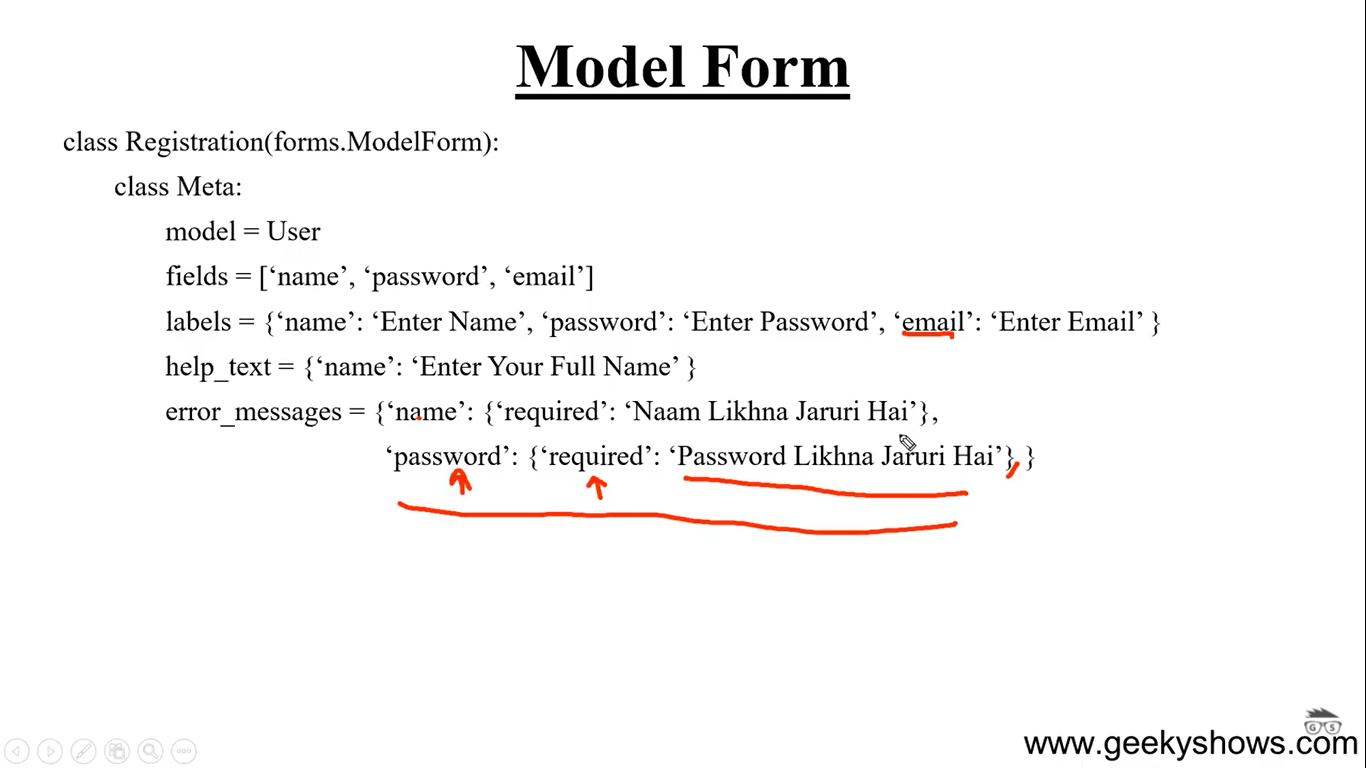 Model Form
class Registration(forms.ModelForm):
class Meta:
model = User
fields = [‘name’, ‘password’, ‘email’]
labels = {‘name’: ‘Enter Name’, ‘password’: ‘Enter Password’, ‘email’: ‘Enter Email’ }
help_text = {‘name’: ‘Enter Your Full Name’ }
error_messages = {‘name’: {‘required’: ‘Naam Likhna Jaruri Hai’},
‘password’: {‘required’: ‘Password Likhna Jaruri Hai’}, }
G S
www.geekyshows.com